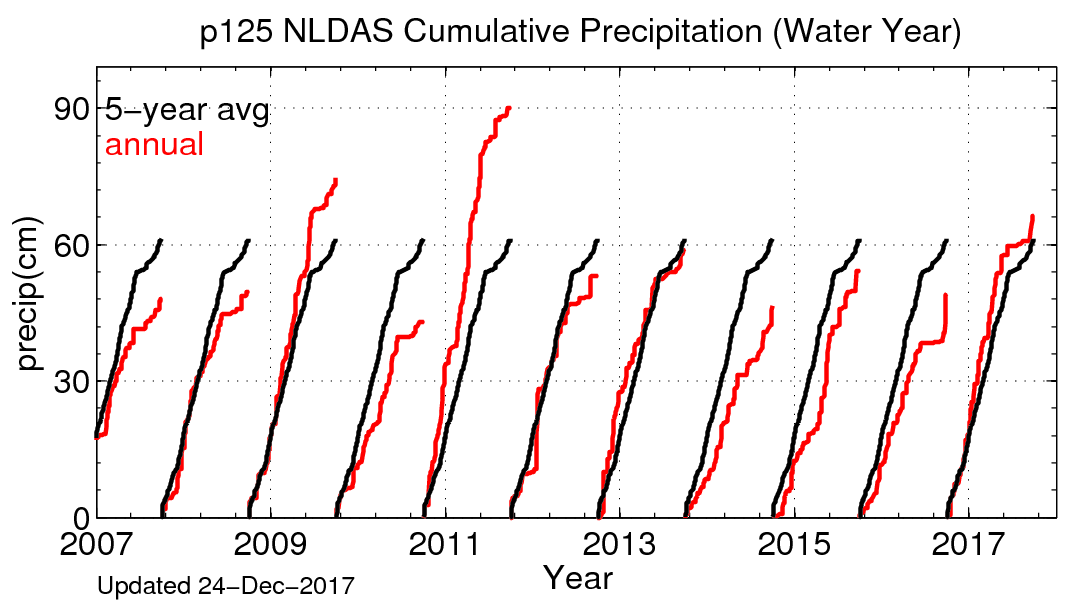 p125 NLDAS Cumulative Precipitation (Water Year)
90
5−year avg
annual
60
precip(cm)
30
0
2007 2009 2011 2013 2015 2017
Year
Updated 24−Dec−2017